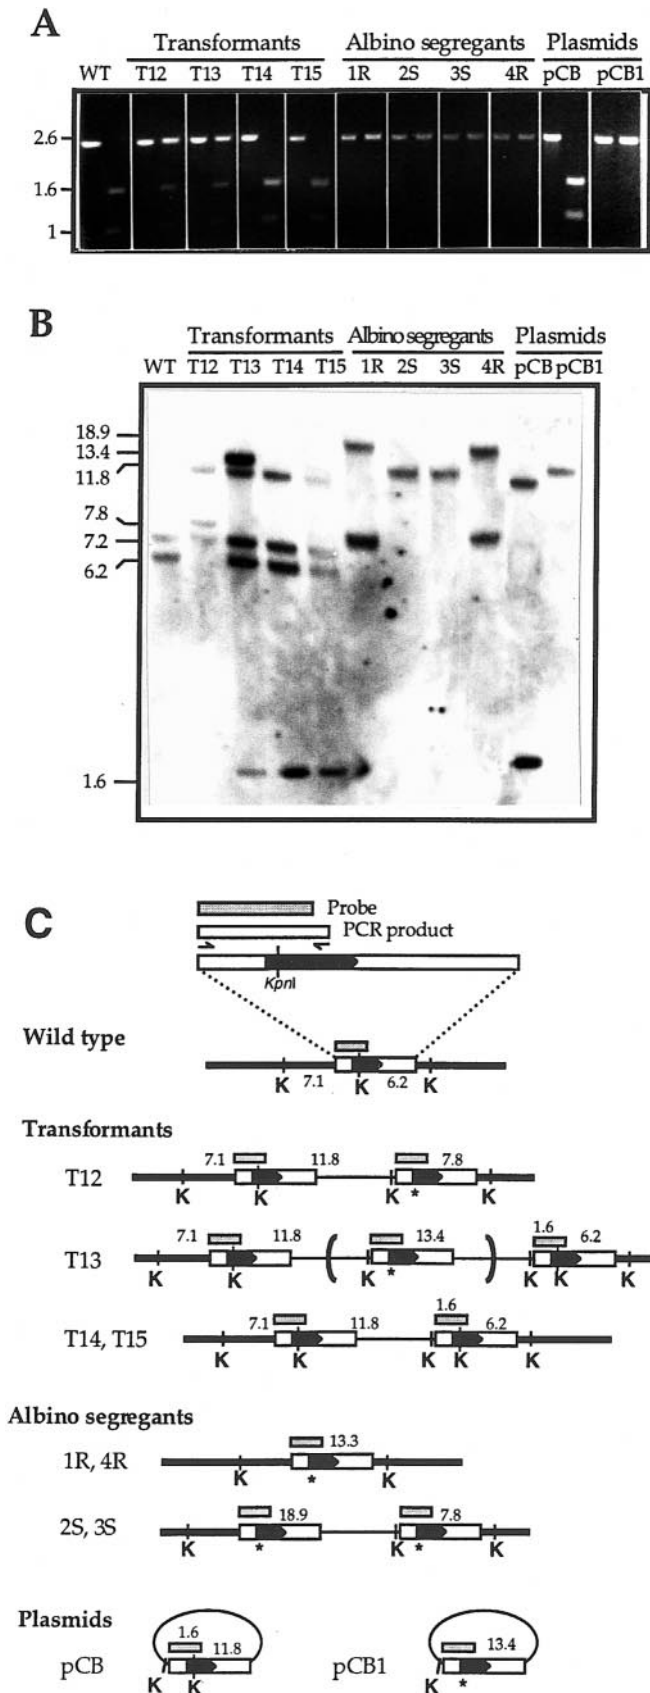 A
Transformants Albino segregants Plasmids
WT T12 T13 T14 T15 1R 2S 3S 4R pCB pCB1
2.6
1.6
1
B
Transformants Albino segregants Plasmids
WT T12 T13 T14 T15 1R 2S 3S 4R pCB pCB1
18.9
13.4
11.8
7.8
7.2
6.2
1.6
C
Probe
PCR product
KpnI
Wild type
K 7.1 K 6.2 K
Transformants
7.1 11.8 7.8
T12
K K K * K
7.1 11.8 ( 13.4 ) 1.6 6.2
T13
K K K * K K K
1.6
7.1 11.8 6.2
T14, T15
K K K K K
Albino segregants
13.3
1R, 4R
K * K
18.9 7.8
2S, 3S
K * K * K
Plasmids
1.6 11.8 13.4
pCB pCB1
K K K *